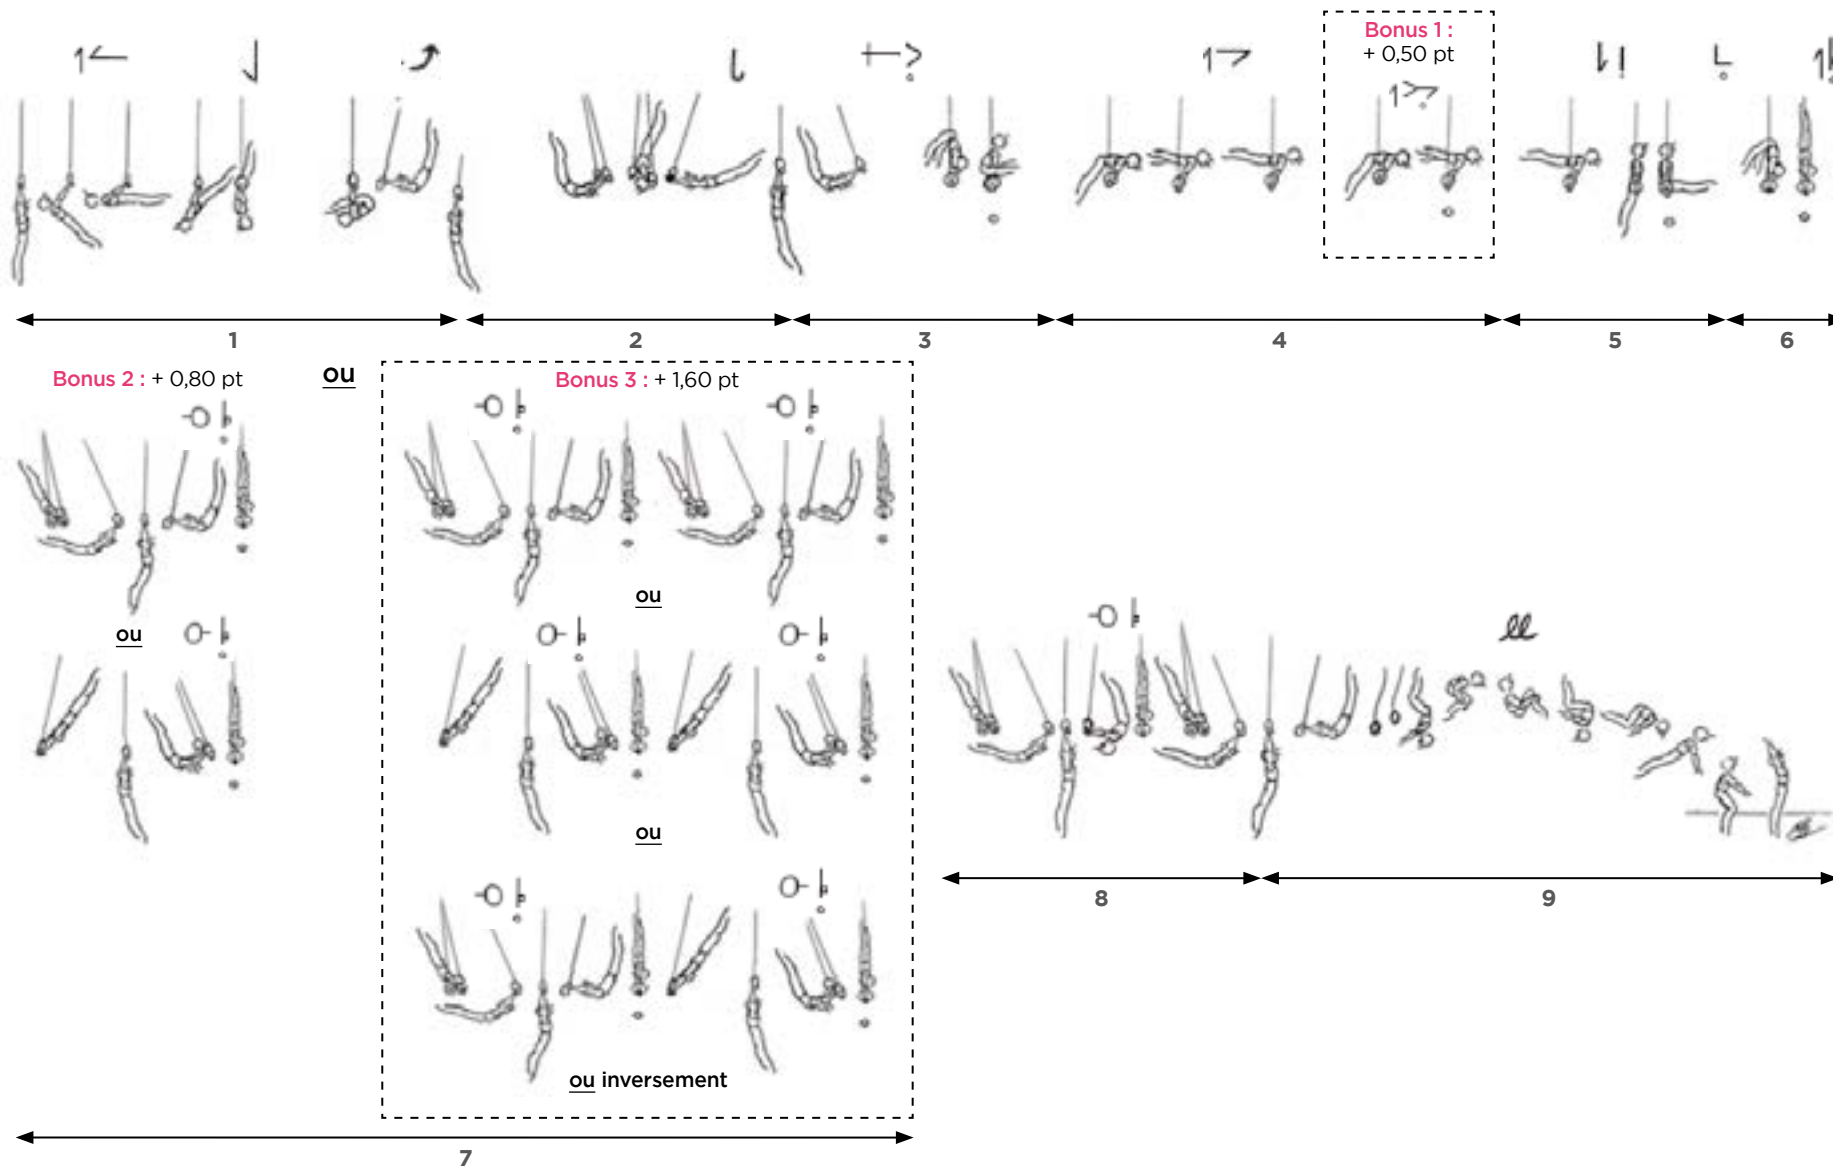 Bonus 1 :
+ 0,50 pt
1
2
3
4
5
6
Bonus 2 : + 0,80 pt
ou
Bonus 3 : + 1,60 pt
ou
ou
ou
ou inversement
8
9
7